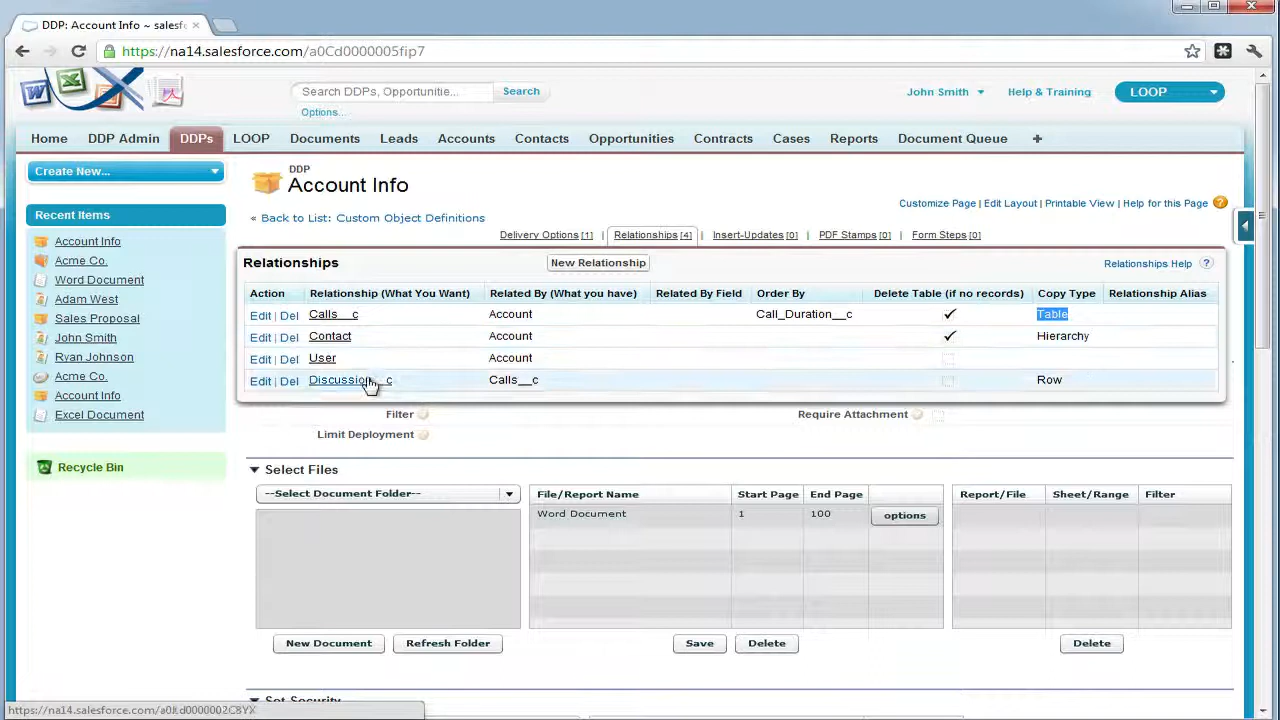 DDP: Account Info ~ salesf
https://na14.salesforce.com/a0Cd0000005fip7
Search DDPs, Opportunitie...
Search
Options...
John Smith
Help & Training
LOOP
Home
DDP Admin
DDPs
LOOP
Documents
Leads
Accounts
Contacts
Opportunities
Contracts
Cases
Reports
Document Queue
+
Create New...
Recent Items
Account Info
Acme Co.
Word Document
Adam West
Sales Proposal
John Smith
Ryan Johnson
Acme Co.
Account Info
Excel Document
Recycle Bin
DDP
Account Info
Customize Page | Edit Layout | Printable View | Help for this Page
« Back to List: Custom Object Definitions
Delivery Options [1] | Relationships [4] | Insert-Updates [0] | PDF Stamps [0] | Form Steps [0]
Relationships
New Relationship
Relationships Help ?
Action Relationship (What You Want) Related By (What you have) Related By Field Order By Delete Table (if no records) Copy Type Relationship Alias
Edit | Del Calls__c Account Call_Duration__c Table
Edit | Del Contact Account Hierarchy
Edit | Del User Account
Edit | Del Discussion__c Calls__c Row
Filter
Require Attachment
Limit Deployment
Select Files
--Select Document Folder--
File/Report Name Start Page End Page
Word Document 1 100 options
Report/File Sheet/Range Filter
New Document
Refresh Folder
Save
Delete
Delete
Set Security